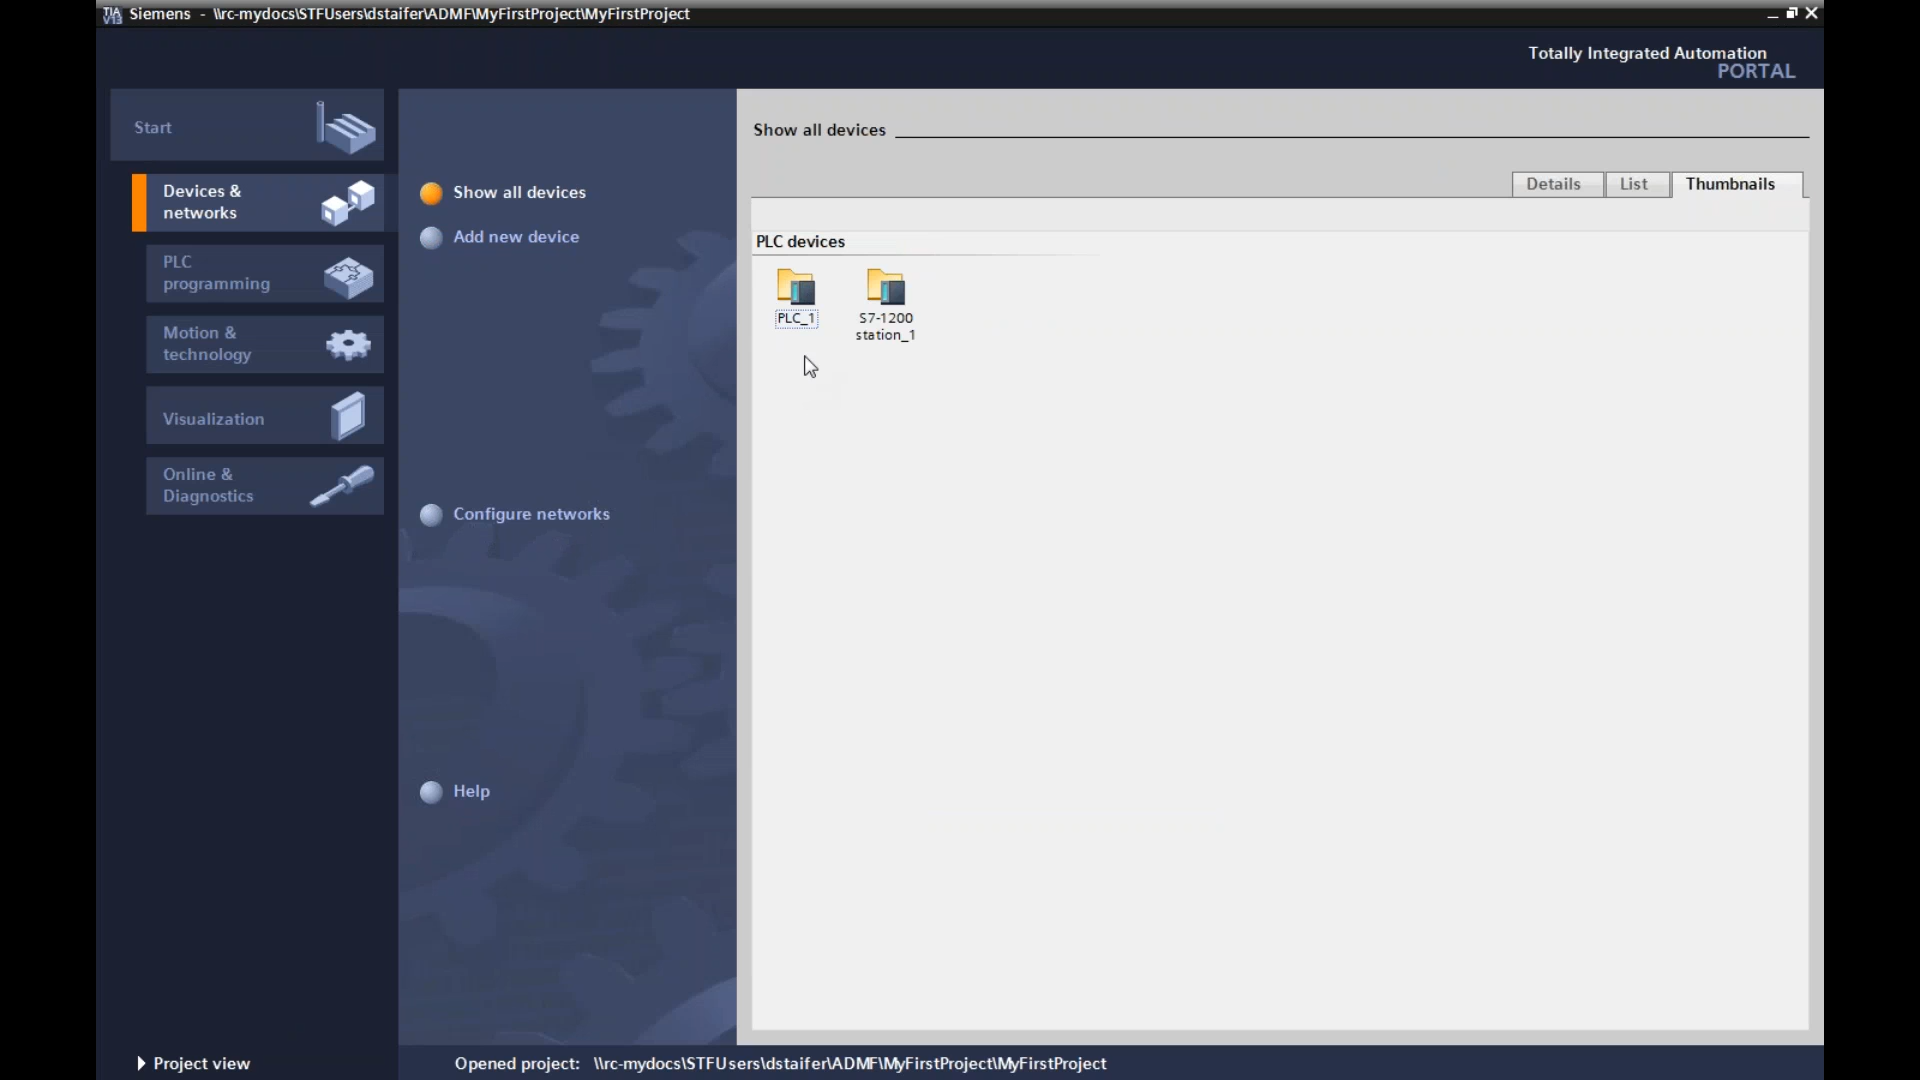 TIA
V13
Siemens - \\rc-mydocs\STFUsers\dstaifer\ADMF\MyFirstProject\MyFirstProject
Totally Integrated Automation
PORTAL
Start
Devices &
networks
PLC
programming
Motion &
technology
Visualization
Online &
Diagnostics
Show all devices
Add new device
Configure networks
Help
Show all devices
Details
List
Thumbnails
PLC devices
PLC_1
S7-1200
station_1
Project view
Opened project: \\rc-mydocs\STFUsers\dstaifer\ADMF\MyFirstProject\MyFirstProject